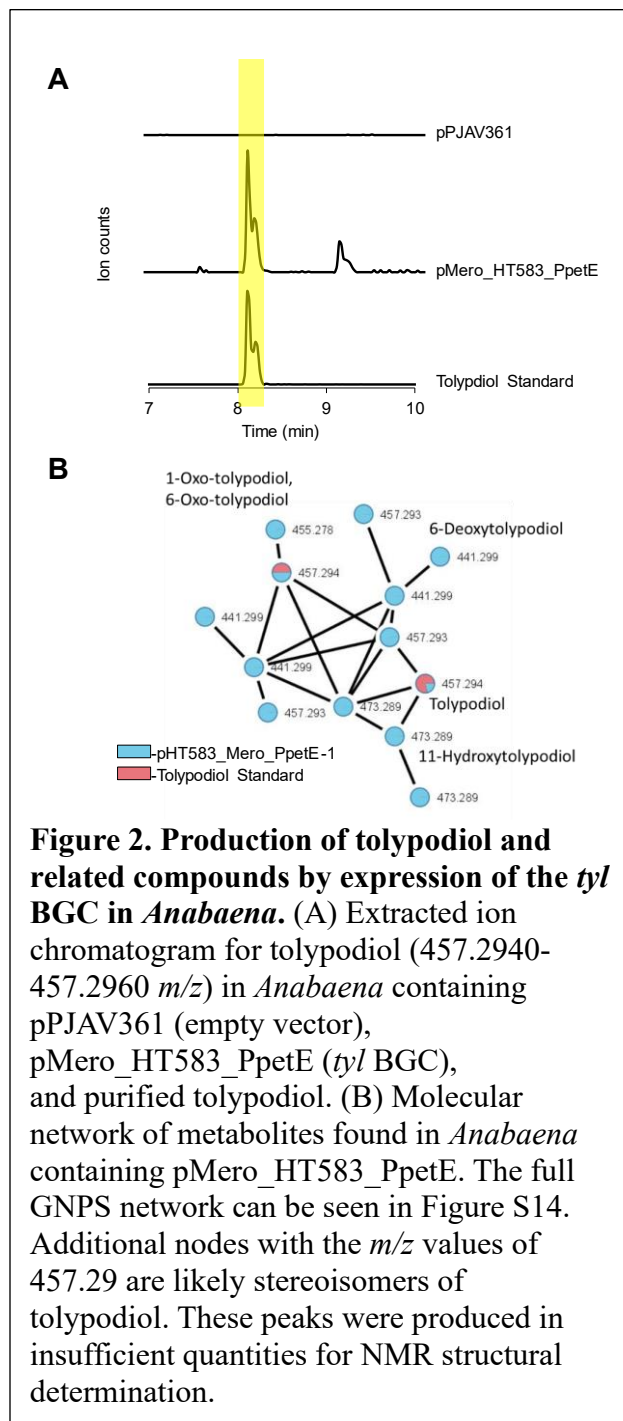 A
pPJAV361
Ion counts
pMero_HT583_PpetE
Tolypdiol Standard
7 8 9 10
Time (min)
B
1-Oxo-tolypodiol,
6-Oxo-tolypodiol
457.293
6-Deoxytolypodiol
455.278
441.299
457.294
441.299
441.299
457.293
441.299
457.294
457.293
473.289
Tolypodiol
473.289
11-Hydroxytolypodiol
-pHT583_Mero_PpetE-1
-Tolypodiol Standard
473.289
Figure 2. Production of tolypodiol and
related compounds by expression of the tyl
BGC in Anabaena. (A) Extracted ion
chromatogram for tolypodiol (457.2940-
457.2960 m/z) in Anabaena containing
pPJAV361 (empty vector),
pMero_HT583_PpetE (tyl BGC),
and purified tolypodiol. (B) Molecular
network of metabolites found in Anabaena
containing pMero_HT583_PpetE. The full
GNPS network can be seen in Figure S14.
Additional nodes with the m/z values of
457.29 are likely stereoisomers of
tolypodiol. These peaks were produced in
insufficient quantities for NMR structural
determination.